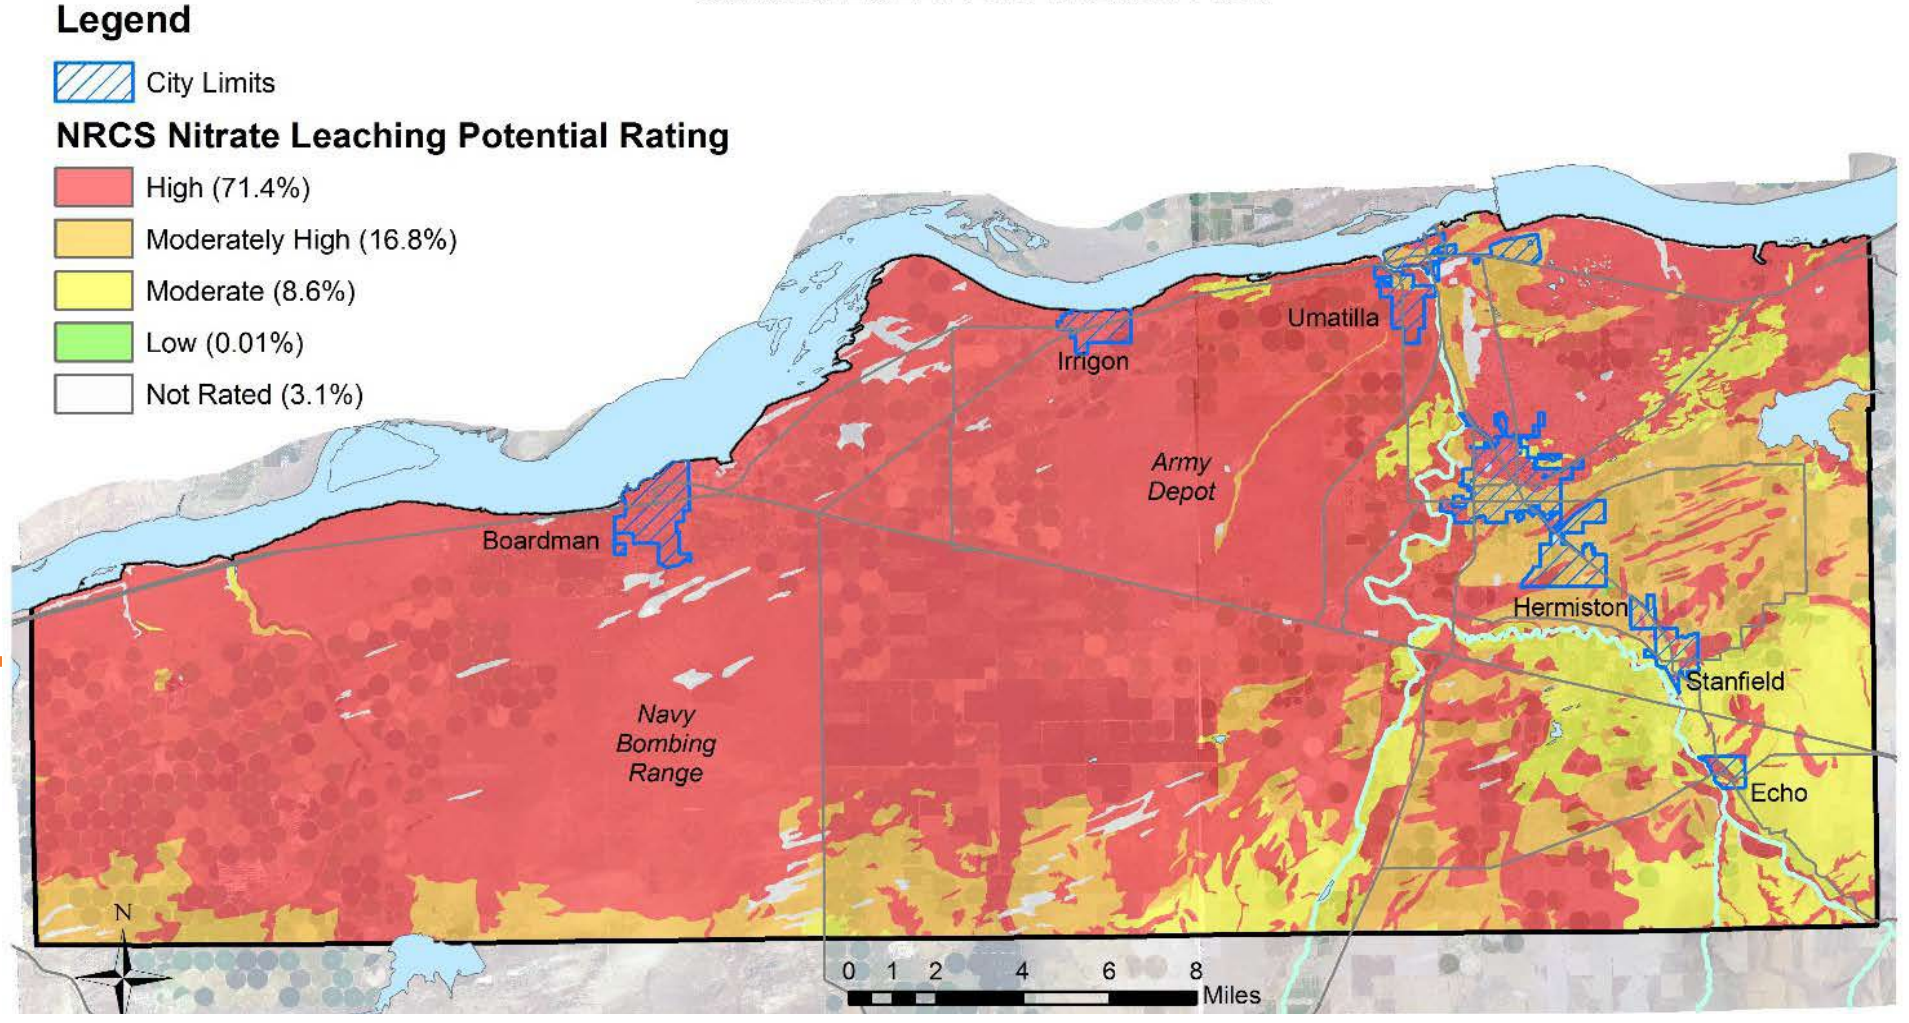 Legend
City Limits
NRCS Nitrate Leaching Potential Rating
High (71.4%)
Moderately High (16.8%)
Moderate (8.6%)
Low (0.01%)
Not Rated (3.1%)
Umatilla
Irrigon
Army
Depot
Boardman
Hermiston
Stanfield
Navy
Bombing
Range
Echo
N
0 1 2 4 6 8
Miles